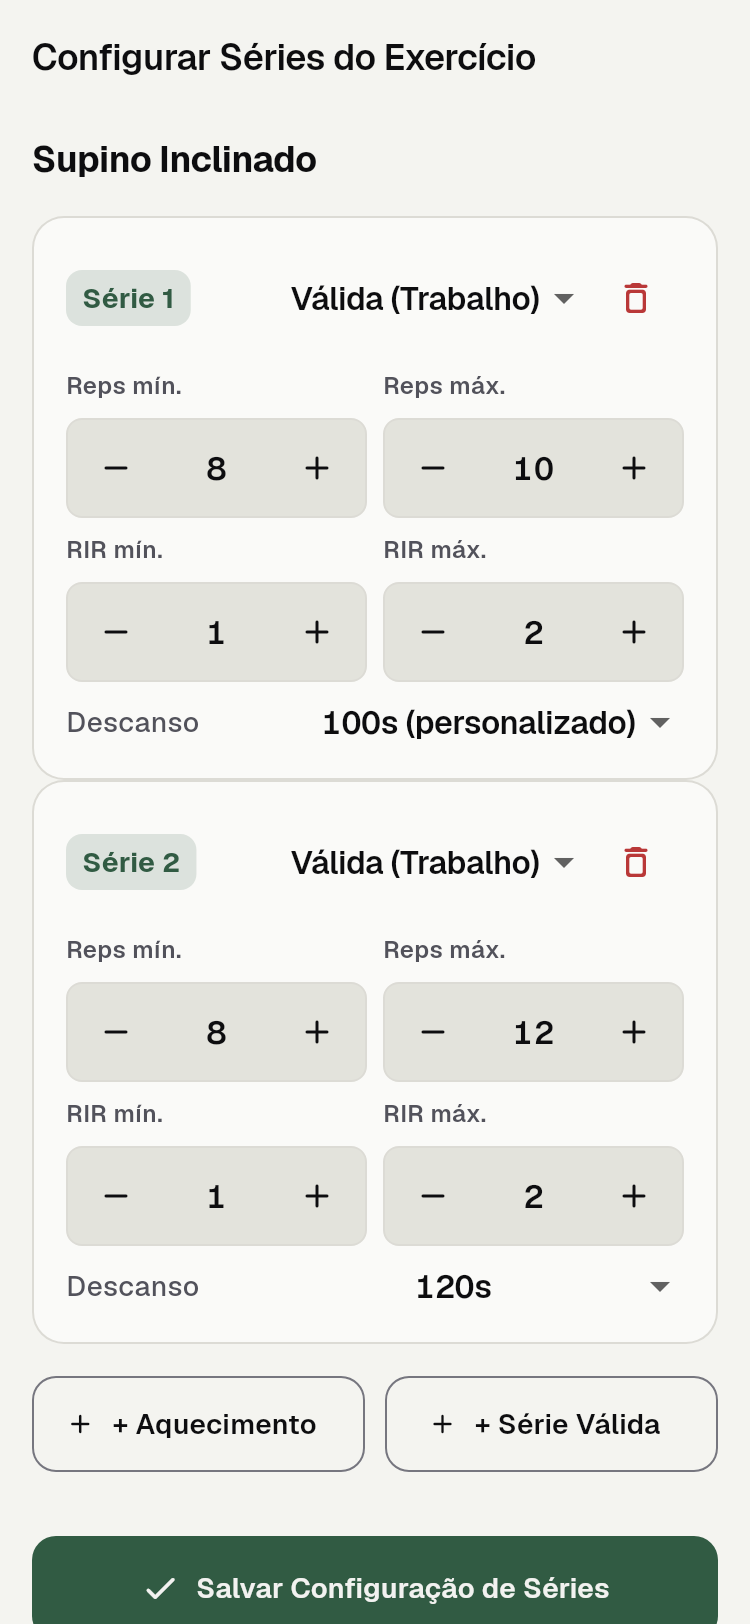 Configurar Séries do Exercício
Supino Inclinado
Série 1 Válida (Trabalho)
Reps mín. Reps máx.
− 8 + − 10 +
RIR mín. RIR máx.
− 1 + − 2 +
Descanso 100s (personalizado)
Série 2 Válida (Trabalho)
Reps mín. Reps máx.
− 8 + − 12 +
RIR mín. RIR máx.
− 1 + − 2 +
Descanso 120s
+ + Aquecimento + + Série Válida
Salvar Configuração de Séries